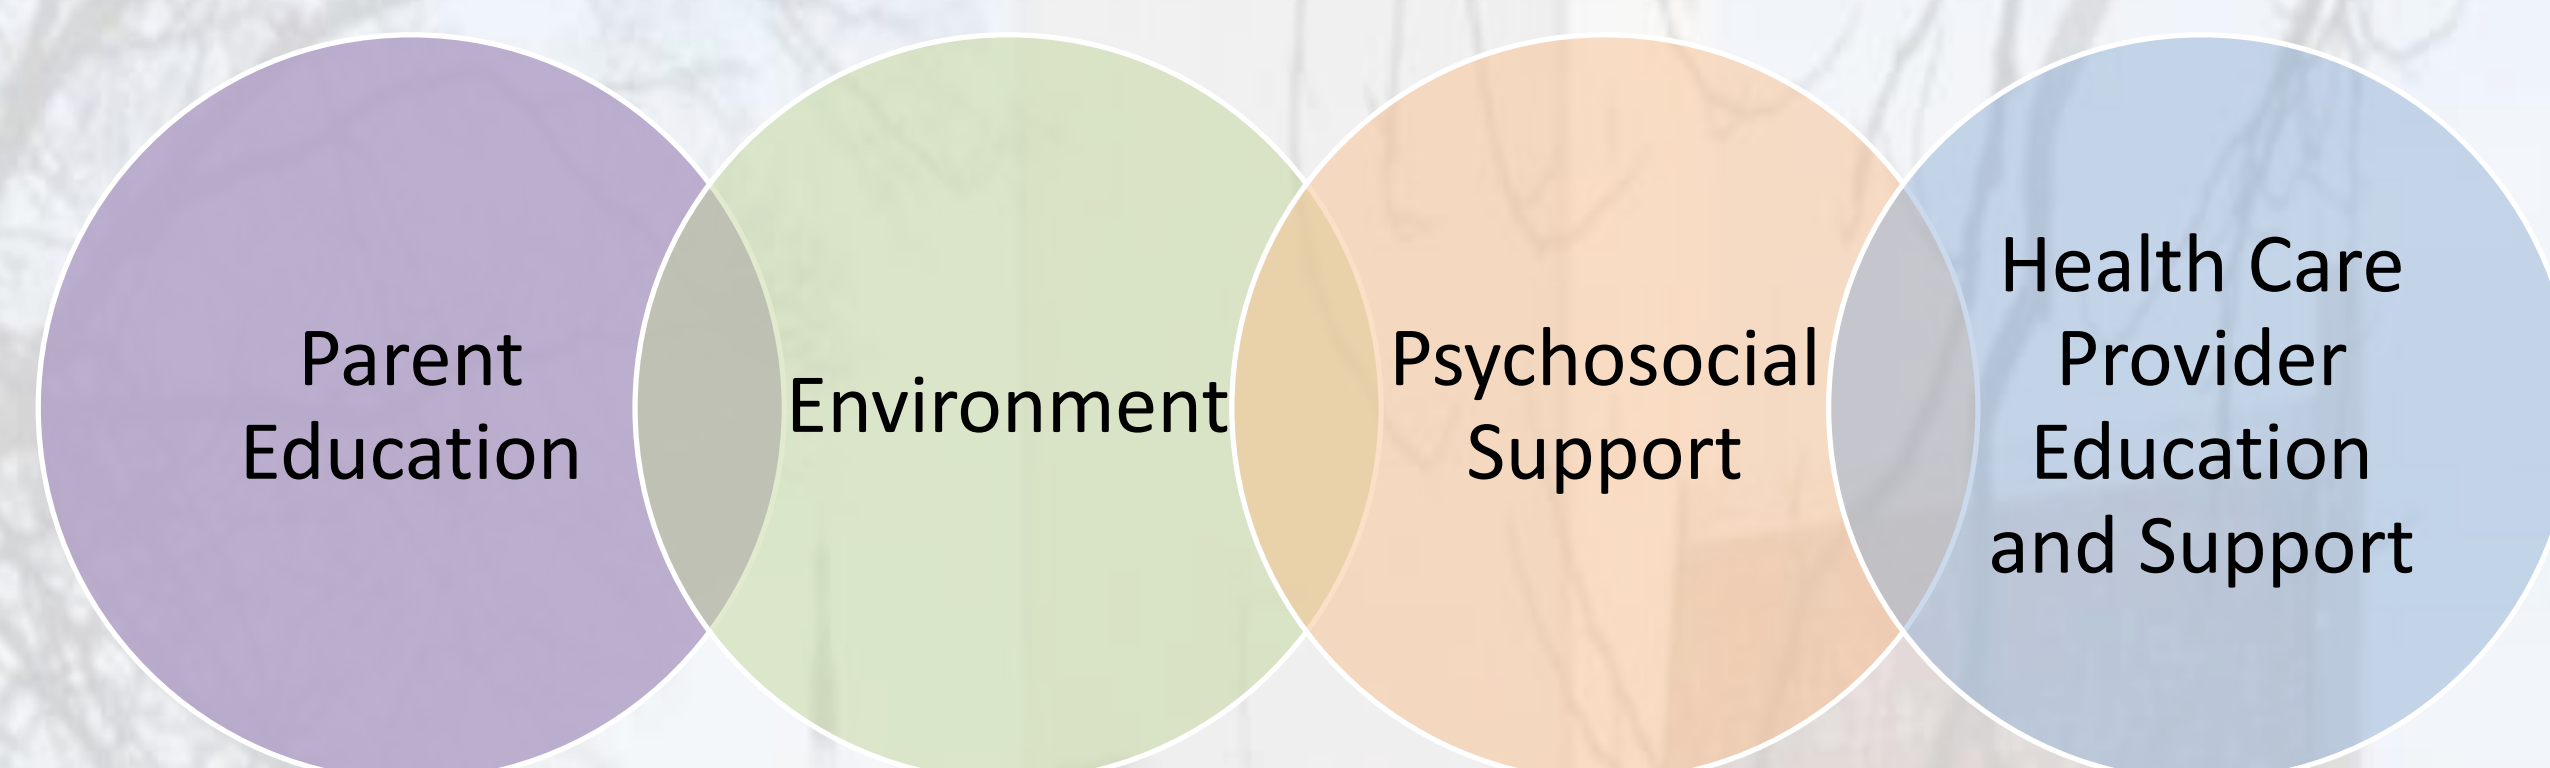 Parent
Education
Environment
Psychosocial
Support
Health Care
Provider
Education
and Support